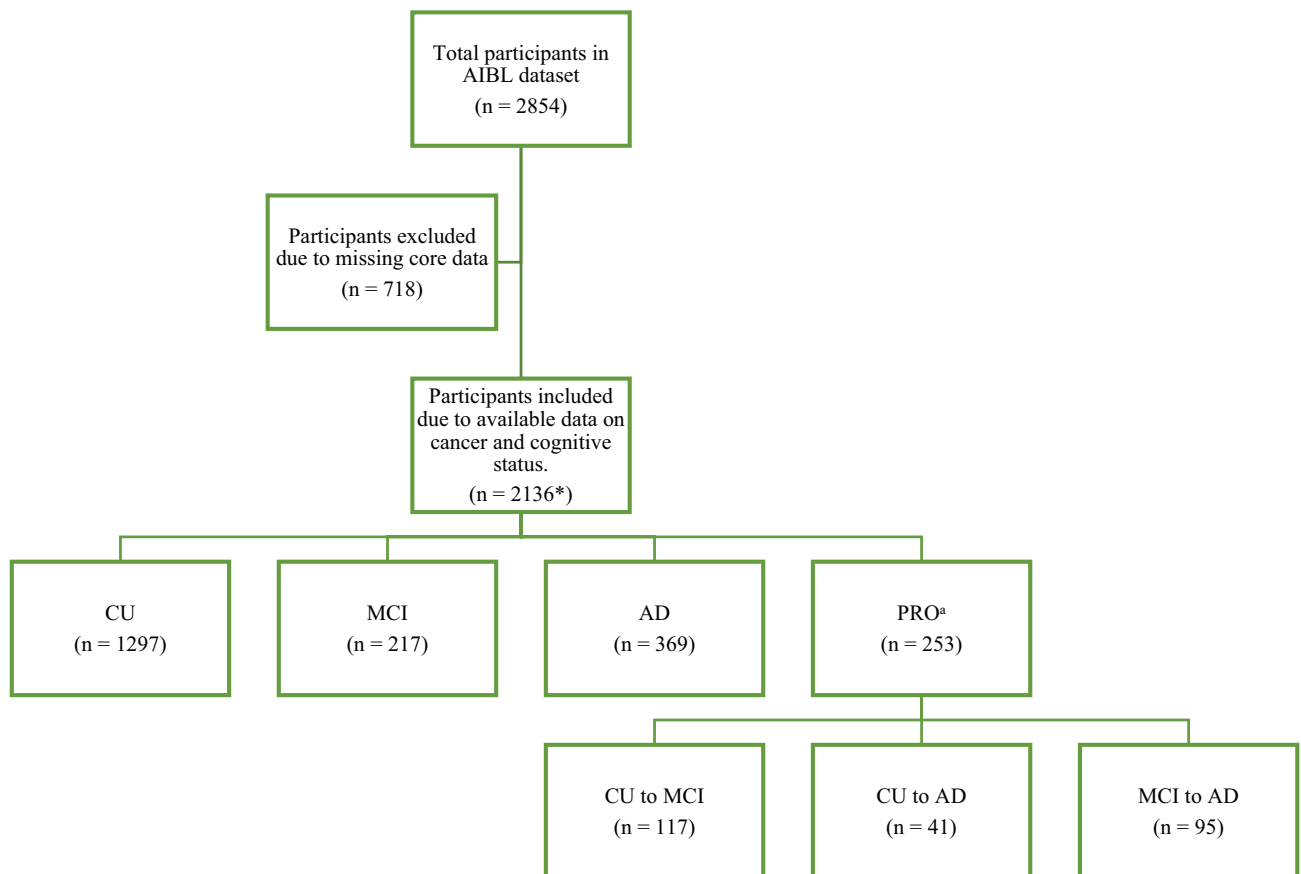 Total participants in
AIBL dataset
(n = 2854)
Participants excluded
due to missing core data
(n = 718)
Participants included
due to available data on
cancer and cognitive
status.
(n = 2136*)
CU
(n = 1297)
MCI
(n = 217)
AD
(n = 369)
PROᵃ
(n = 253)
CU to MCI
(n = 117)
CU to AD
(n = 41)
MCI to AD
(n = 95)